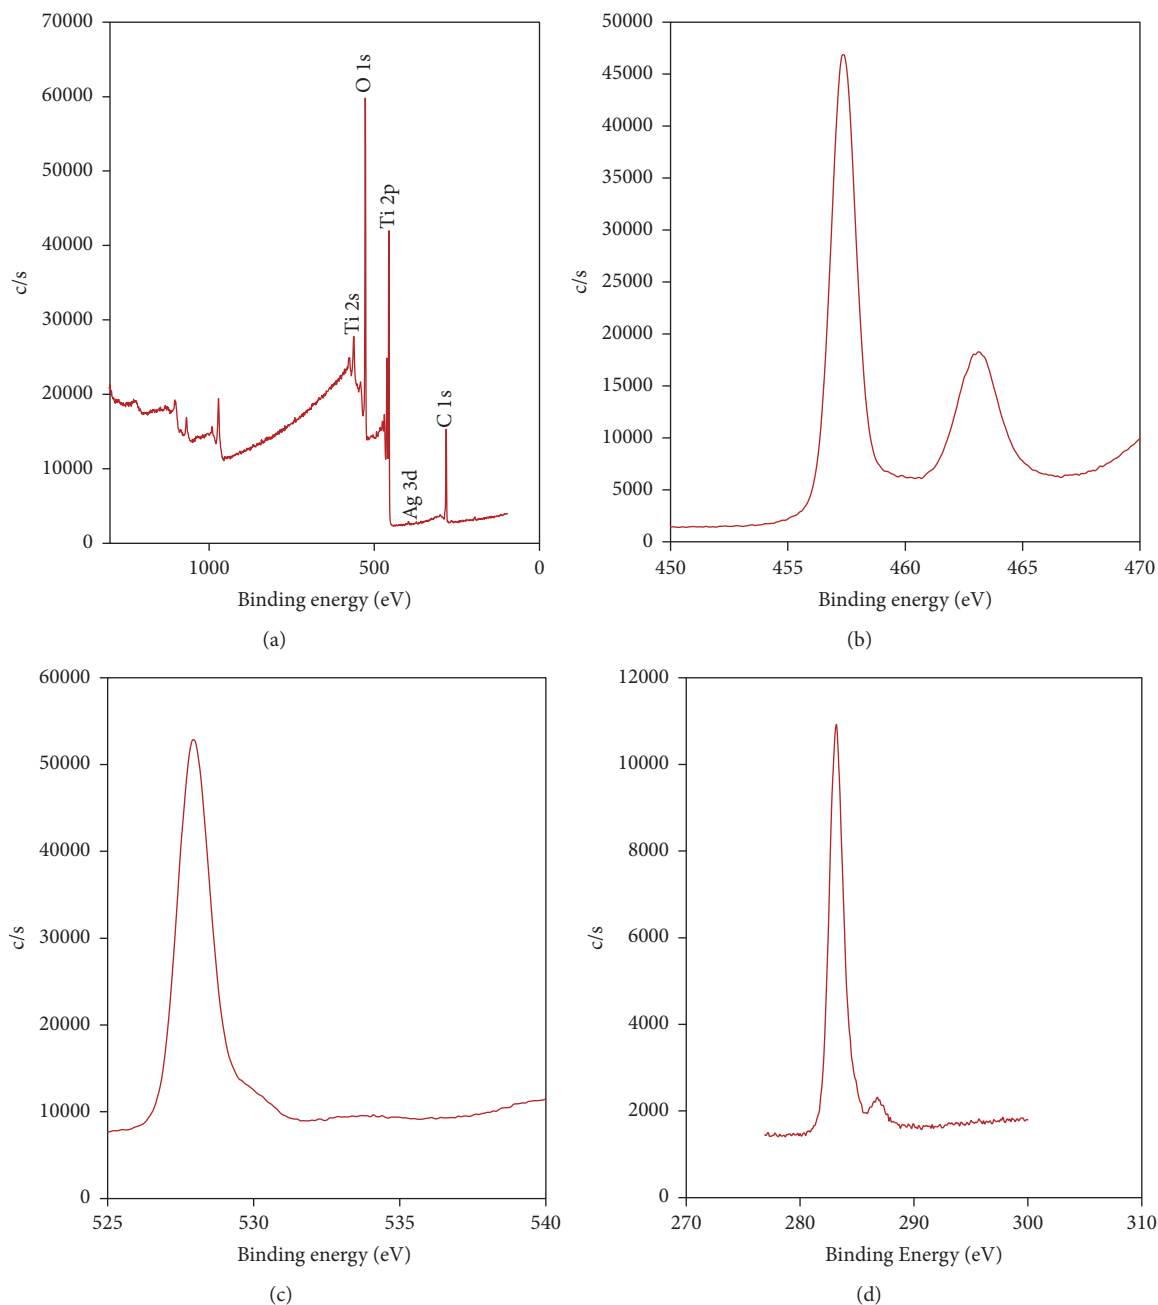 70000
60000
50000
40000
30000
20000
10000
0
c/s
O 1s
Ti 2p
Ti 2s
C 1s
Ag 3d
1000 500 0
Binding energy (eV)
(a)
50000
45000
40000
35000
30000
25000
20000
15000
10000
5000
0
c/s
450 455 460 465 470
Binding energy (eV)
(b)
60000
50000
40000
30000
20000
10000
0
c/s
525 530 535 540
Binding energy (eV)
(c)
12000
10000
8000
6000
4000
2000
0
c/s
270 280 290 300 310
Binding Energy (eV)
(d)